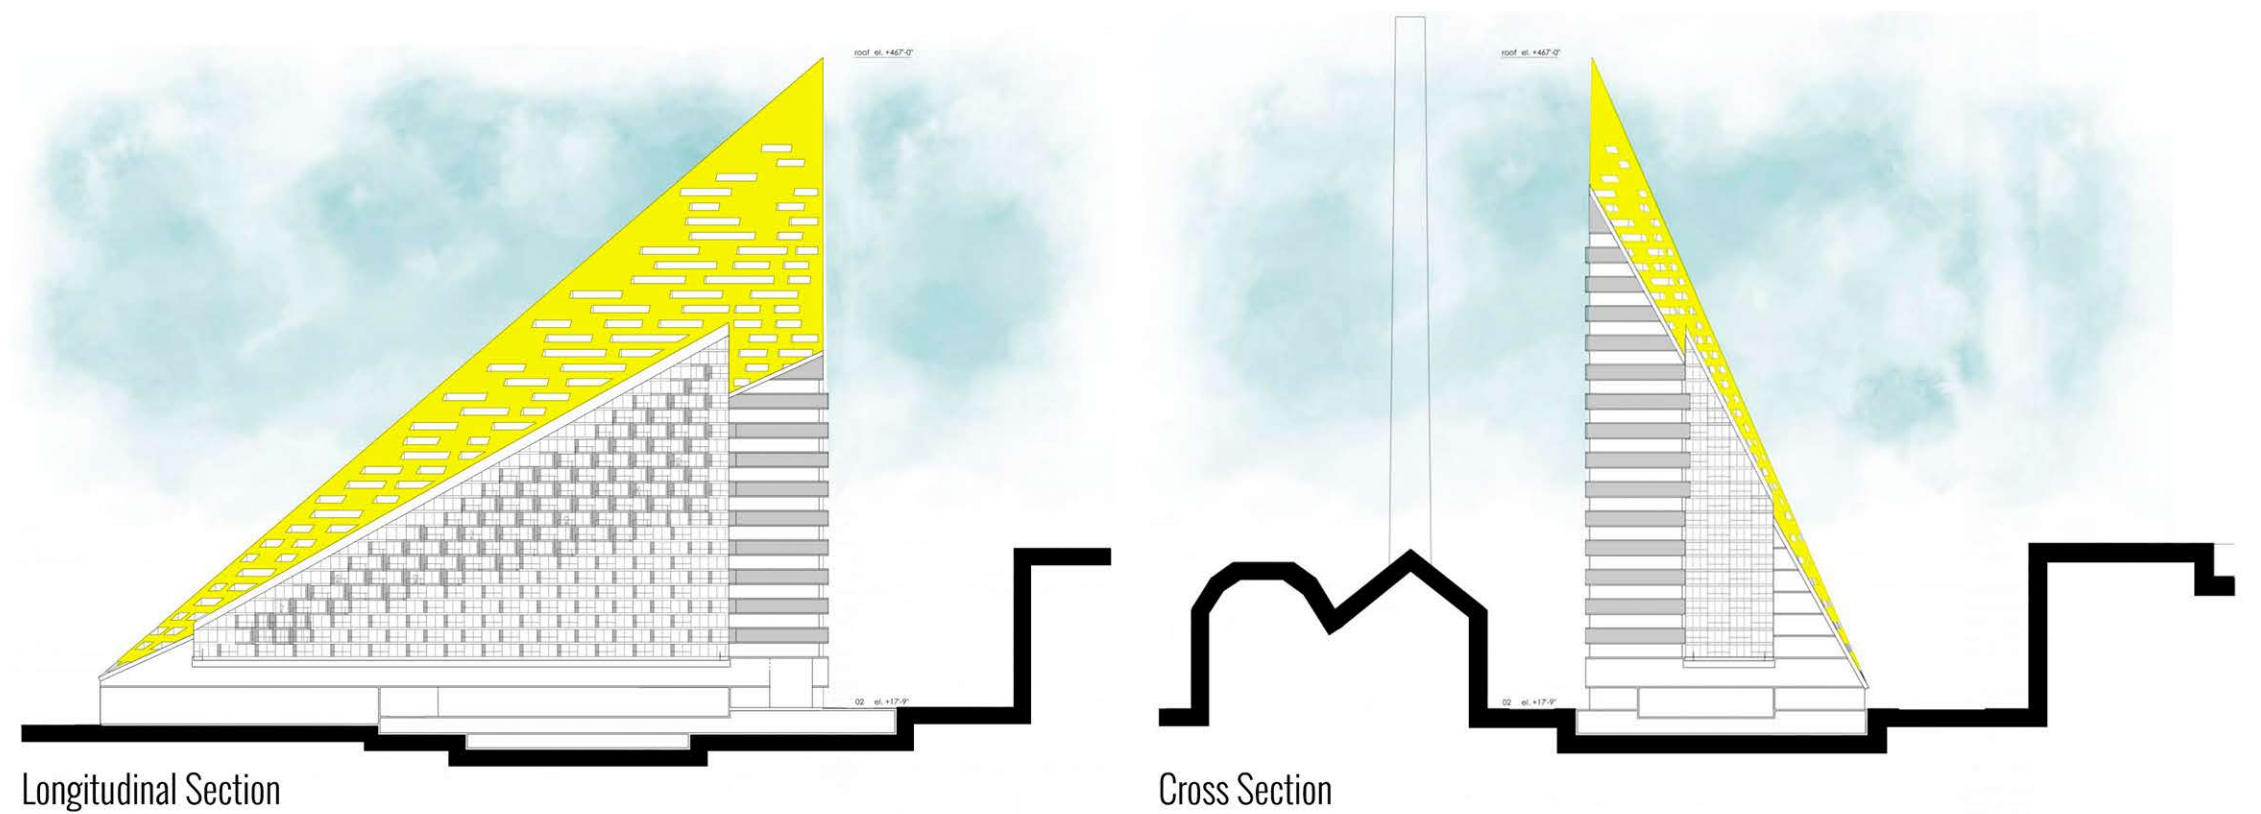 roof el. +467'-0"
roof el. +467'-0"
02 el. +17'-9"
02 el. +17'-9"
Longitudinal Section
Cross Section